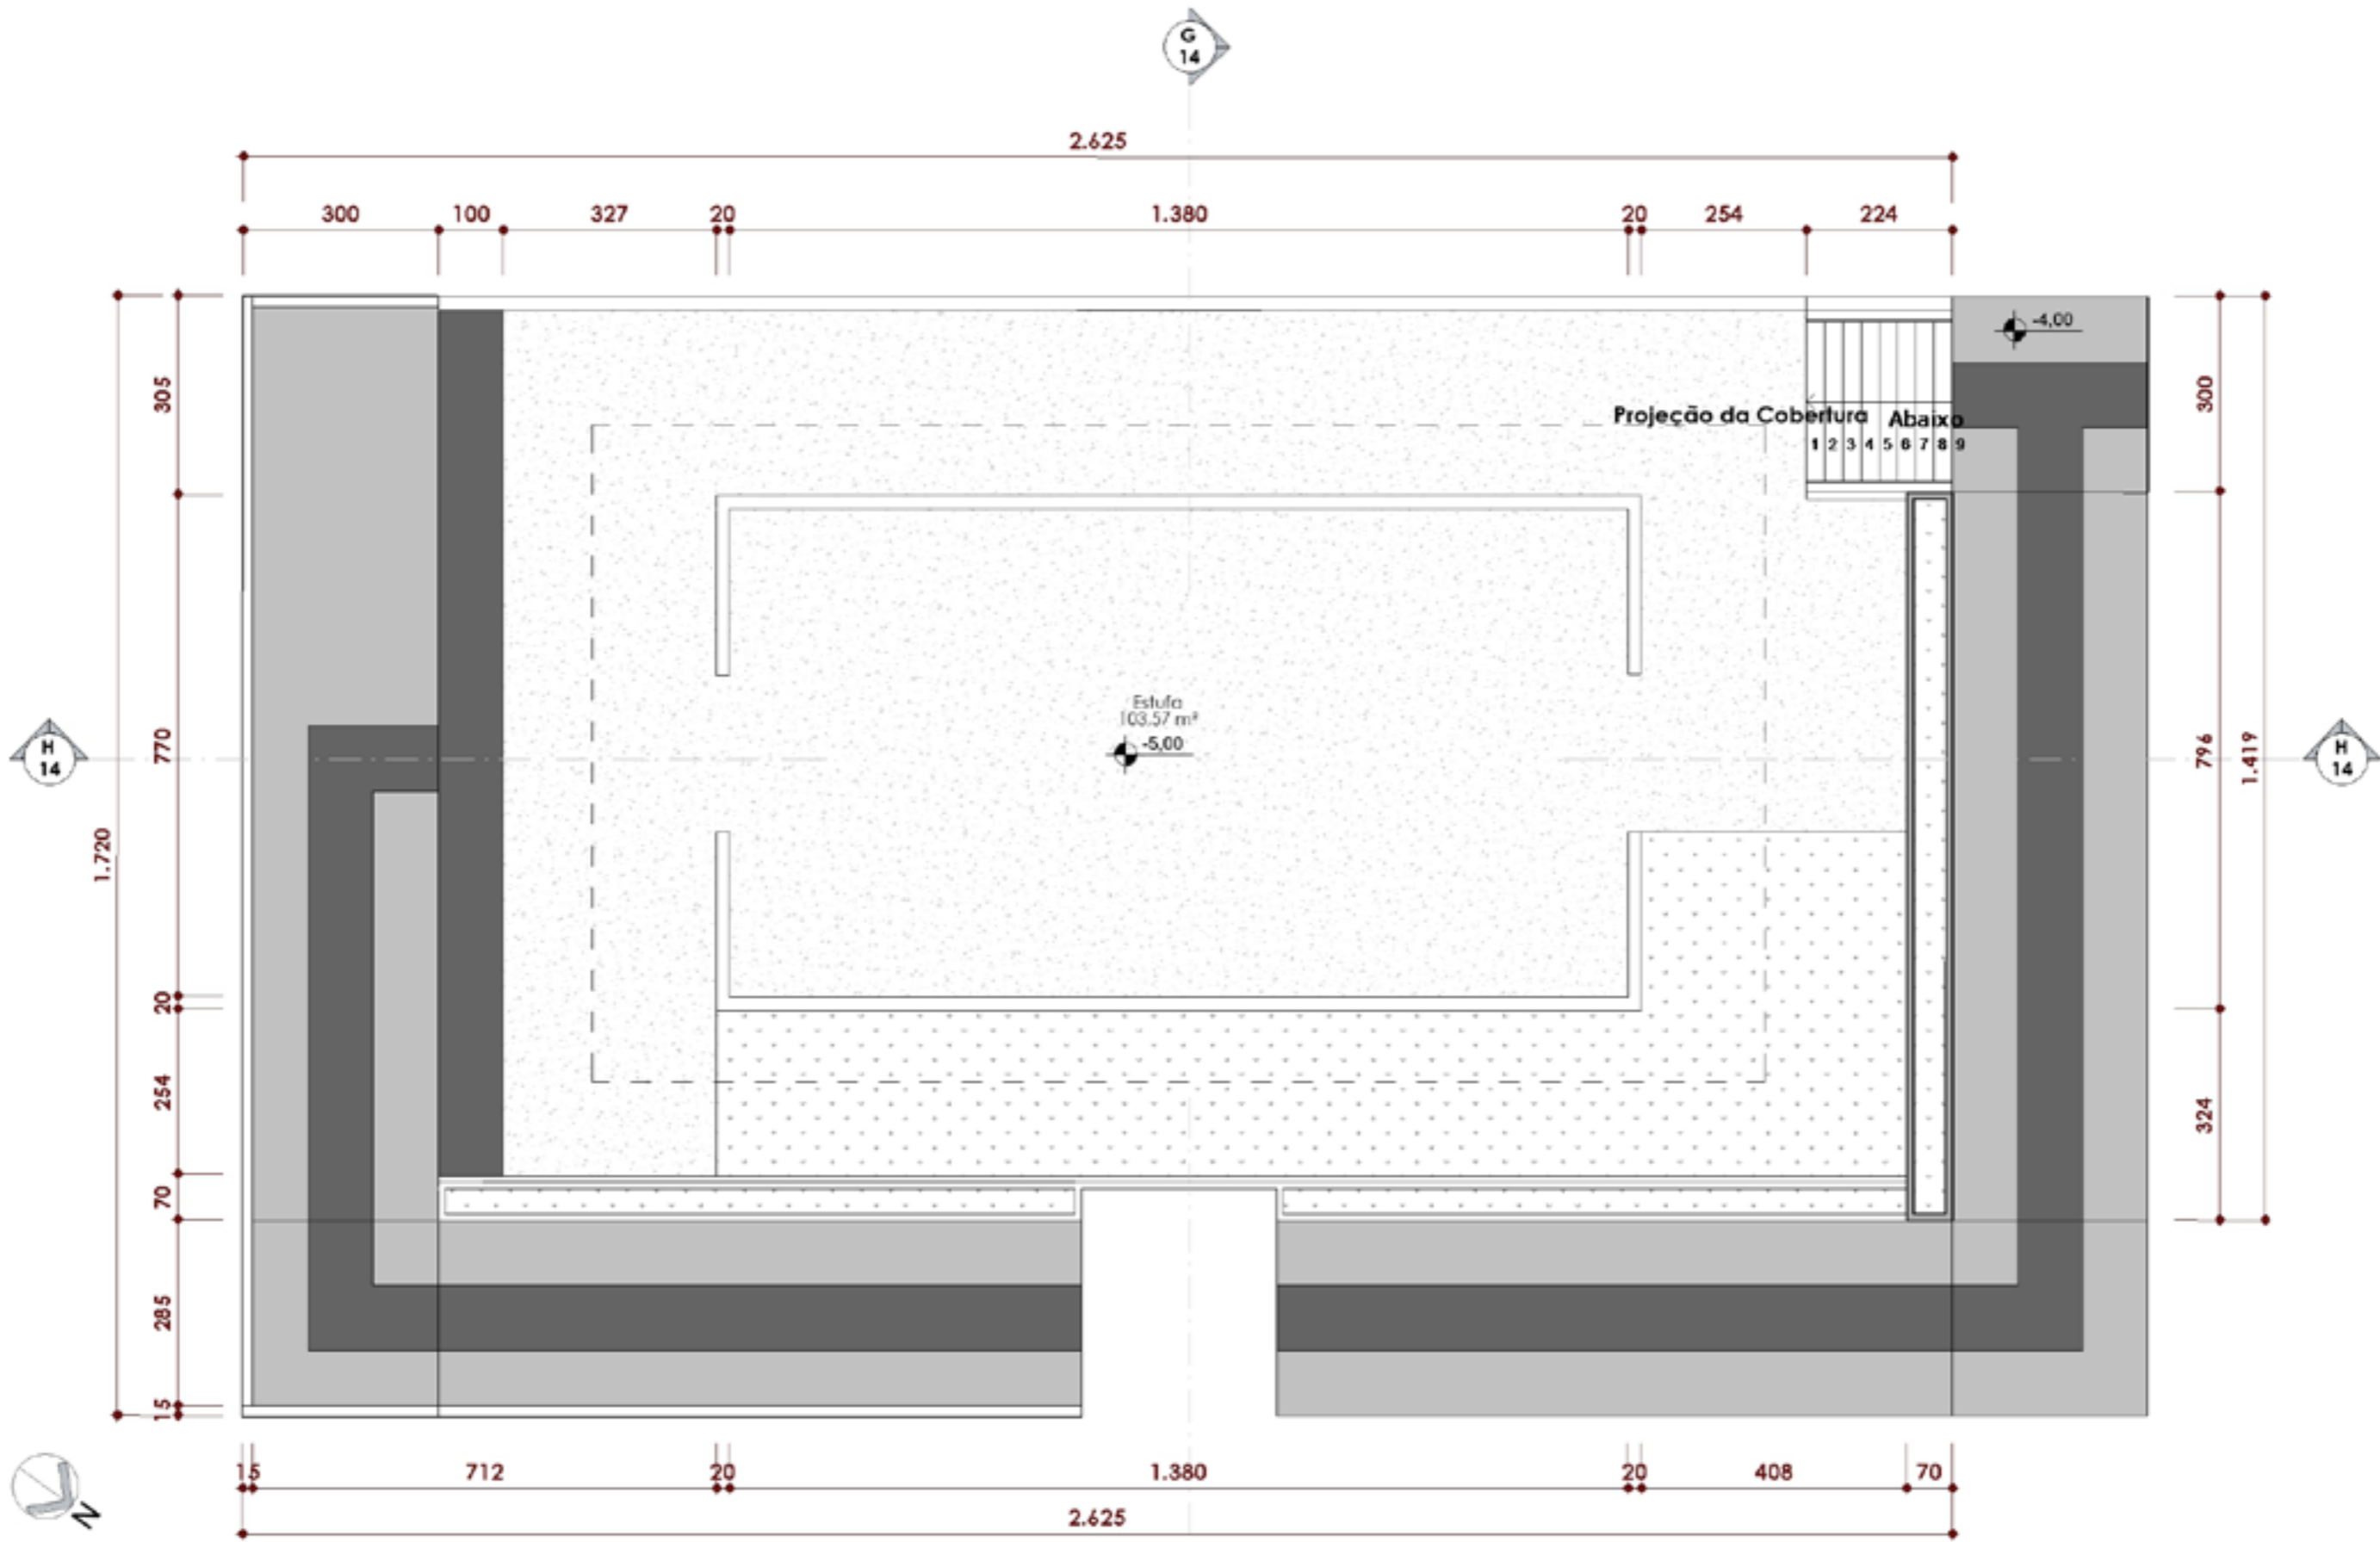 G
14
2.625
300 100 327 20 1.380 20 254 224
-4,00
305
300
Projeção da Cobertura Abaixo
1 2 3 4 5 6 7 8 9
Estufa
103.57 m²
-5,00
H
14
770
796
1.419
H
14
1.720
20
254
324
70
285
15
15 712 20 1.380 20 408 70
2.625
N